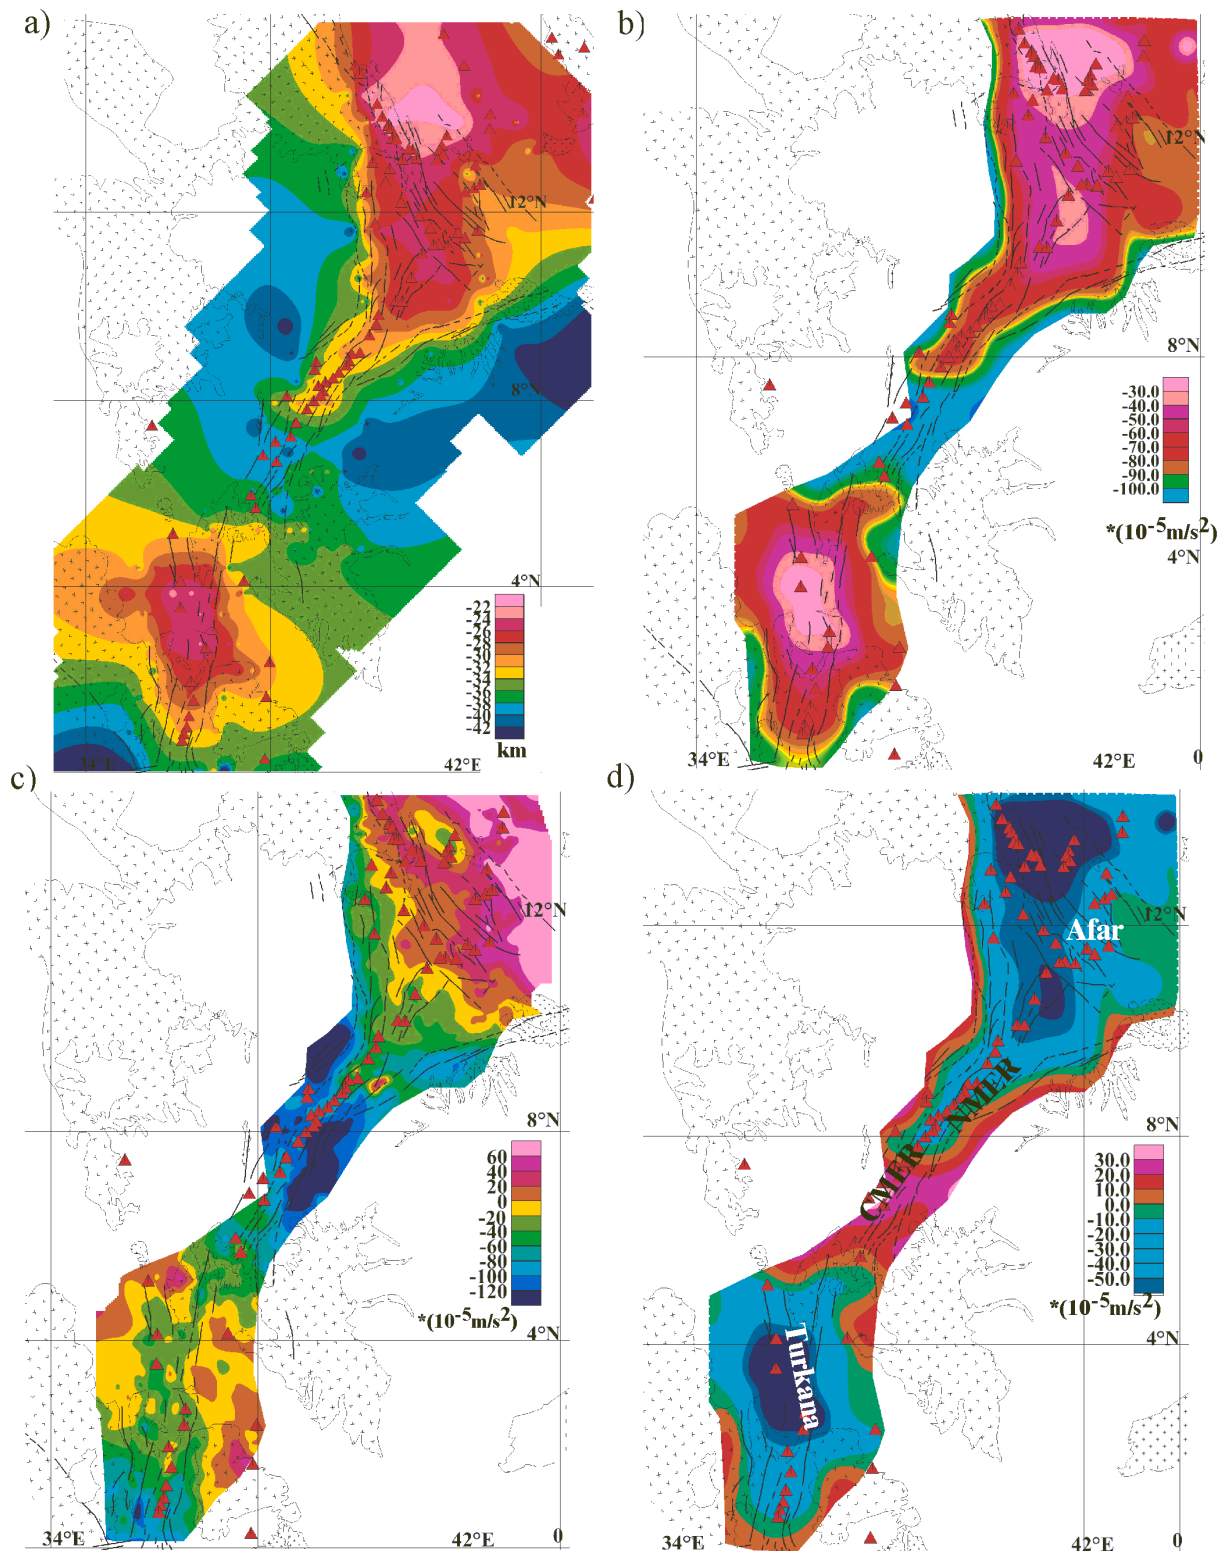 a)
12°N
8°N
4°N
-22
-24
-26
-28
-30
-32
-34
-36
-38
-40
-42
km
34°E
42°E
b)
12°N
8°N
-30.0
-40.0
-50.0
-60.0
-70.0
-80.0
-90.0
-100.0
*(10⁻⁵m/s²)
4°N
34°E
42°E
0
c)
12°N
8°N
60
40
20
0
-20
-40
-60
-80
-100
-120
*(10⁻⁵m/s²)
4°N
34°E
42°E
0
d)
12°N
Afar
NMER
CMER
8°N
30.0
20.0
10.0
0.0
-10.0
-20.0
-30.0
-40.0
-50.0
*(10⁻⁵m/s²)
4°N
Turkana
34°E
42°E
0